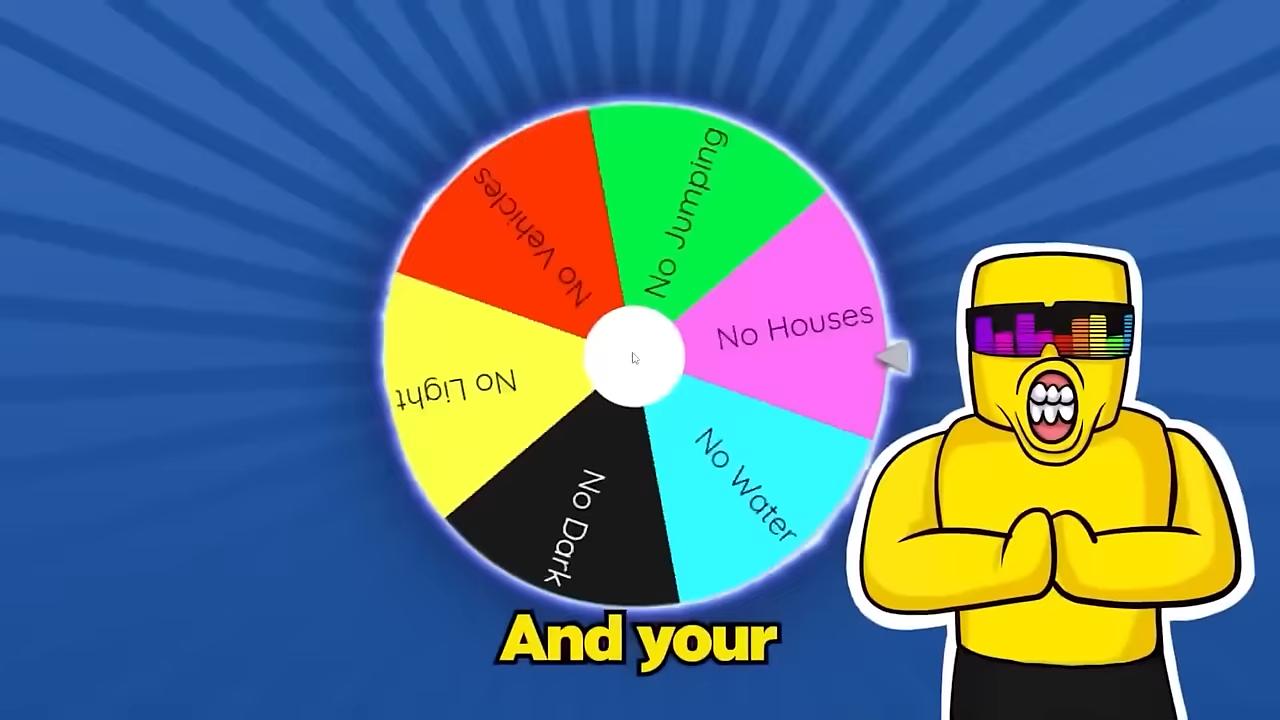 No Jumping
No Vehicles
No Houses
No Light
No Water
No Dark
And your